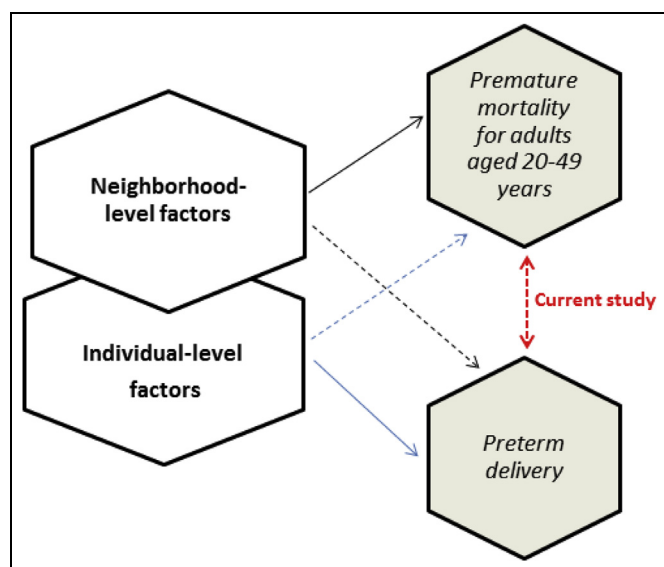 Premature
mortality
for adults
aged 20-49
years
Neighborhood-
level factors
Current study
Individual-level
factors
Preterm
delivery